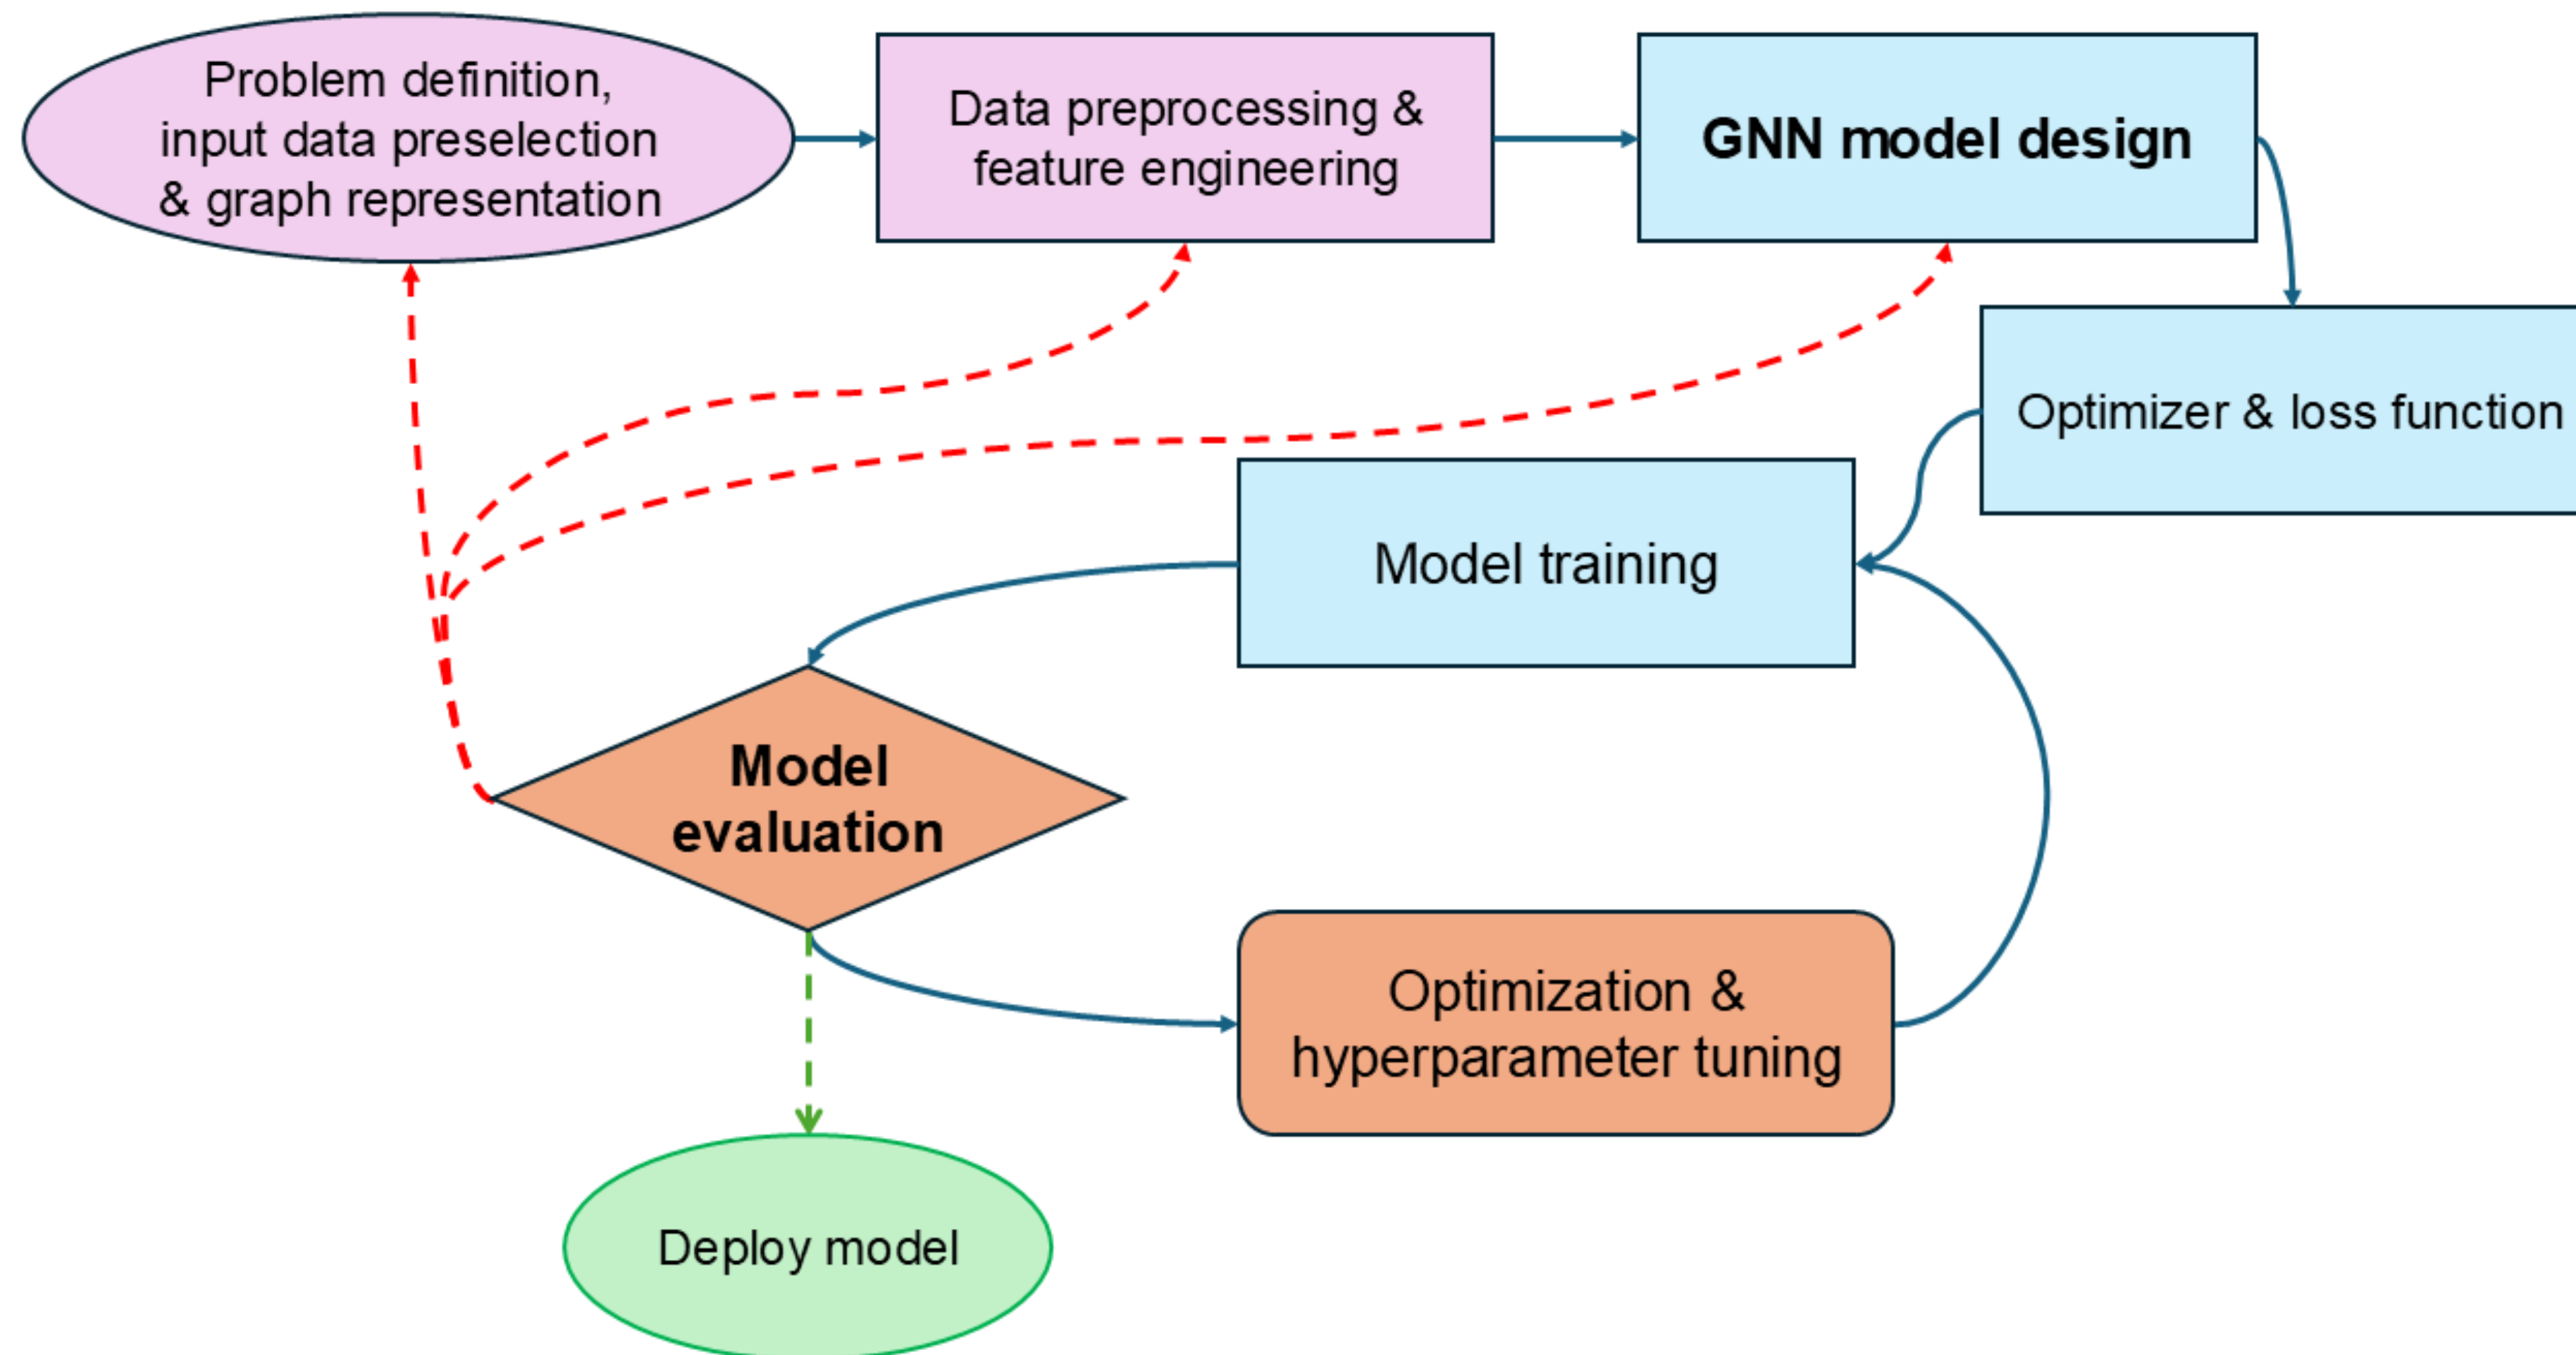 Problem definition,
input data preselection
& graph representation
Data preprocessing &
feature engineering
GNN model design
Optimizer & loss function
Model training
Model
evaluation
Optimization &
hyperparameter tuning
Deploy model